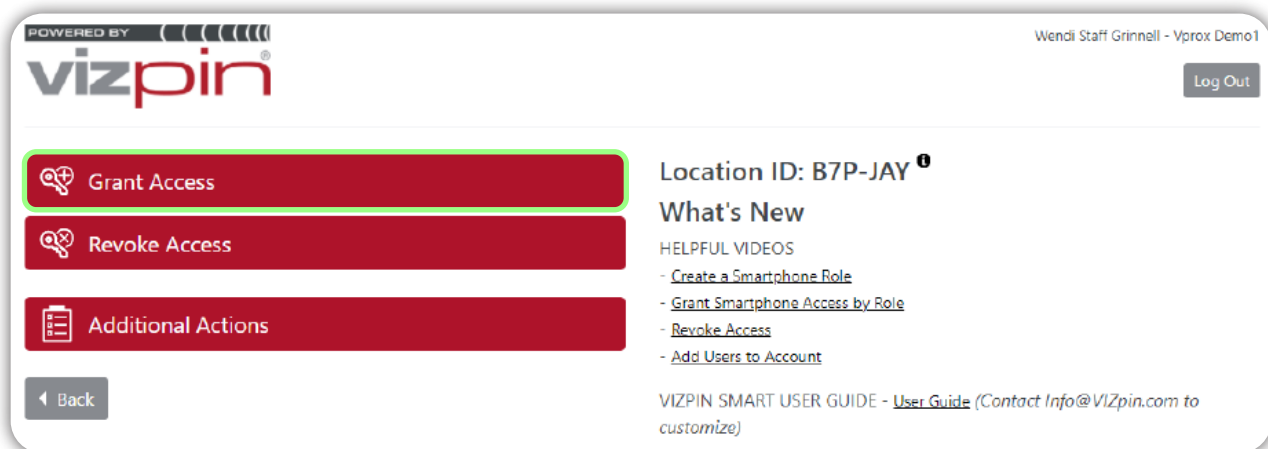 POWERED BY
vizpin®
Wendi Staff Grinnell - Vprox Demo1
Log Out
Grant Access
Revoke Access
Additional Actions
Back
Location ID: B7P-JAY
What's New
HELPFUL VIDEOS
- Create a Smartphone Role
- Grant Smartphone Access by Role
- Revoke Access
- Add Users to Account
VIZPIN SMART USER GUIDE - User Guide (Contact Info@VIZpin.com to
customize)